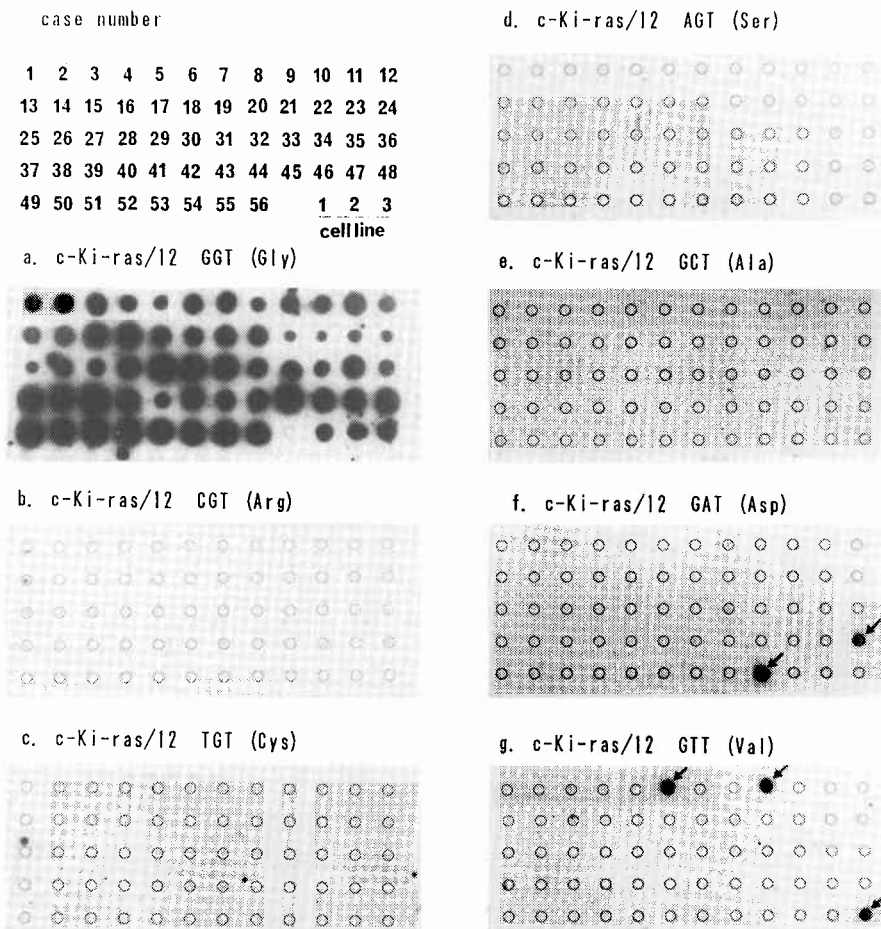 case number
1 2 3 4 5 6 7 8 9 10 11 12
13 14 15 16 17 18 19 20 21 22 23 24
25 26 27 28 29 30 31 32 33 34 35 36
37 38 39 40 41 42 43 44 45 46 47 48
49 50 51 52 53 54 55 56 1 2 3
cell line
a. c-Ki-ras/12 GGT (Gly)
b. c-Ki-ras/12 CGT (Arg)
c. c-Ki-ras/12 TGT (Cys)
d. c-Ki-ras/12 AGT (Ser)
e. c-Ki-ras/12 GCT (Ala)
f. c-Ki-ras/12 GAT (Asp)
g. c-Ki-ras/12 GTT (Val)